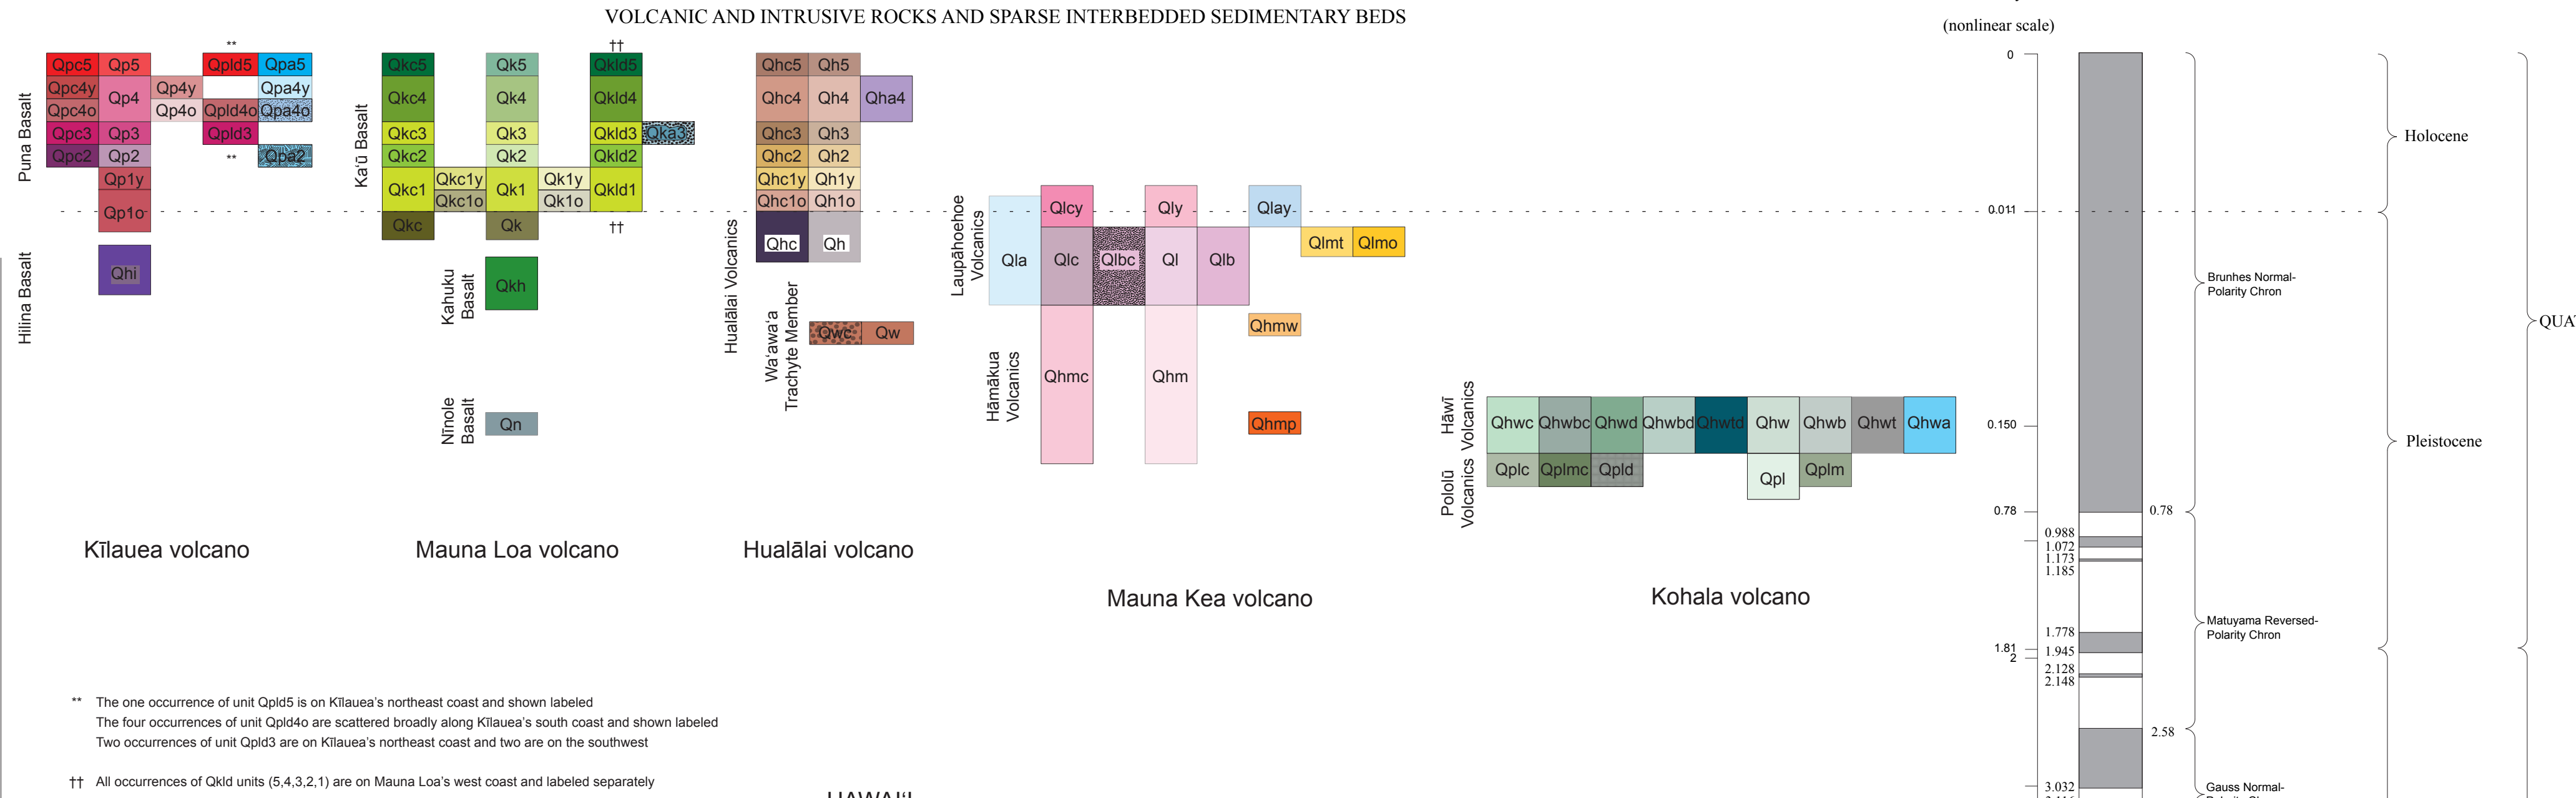 VOLCANIC AND INTRUSIVE ROCKS AND SPARSE INTERBEDDED SEDIMENTARY BEDS
(nonlinear scale)
**
Qpc5 Qp5 Qpld5 Qpa5
Qpc4y Qp4 Qp4y Qpa4y
Qpc4o Qp4o Qpld4o Qpa4o
Qpc3 Qp3 Qpld3
Qpc2 Qp2 ** Qpa2
Qp1y
Qp1o
Qhi
Puna Basalt
Hilina Basalt
Kīlauea volcano
††
Qkc5 Qk5 Qkld5
Qkc4 Qk4 Qkld4
Qkc3 Qk3 Qkld3 Qka3
Qkc2 Qk2 Qkld2
Qkc1 Qkc1y Qk1 Qk1y Qkld1
Qkc1o Qk1o
Qkc Qk ††
Qkh
Qn
Kaʻū Basalt
Kahuku
Basalt
Nīnole
Basalt
Mauna Loa volcano
Qhc5 Qh5
Qhc4 Qh4 Qha4
Qhc3 Qh3
Qhc2 Qh2
Qhc1y Qh1y
Qhc1o Qh1o
Qhc Qh
Qwc Qw
Hualālai Volcanics
Waʻawaʻa
Trachyte Member
Hualālai volcano
Laupāhoehoe
Volcanics
Qlcy Qly Qlay
Qlmt Qlmo
Qla Qlc Qlbc Ql Qlb
Qhmw
Qhmc Qhm
Qhmp
Hāmākua
Volcanics
Mauna Kea volcano
Hāwī
Volcanics
Qhwc Qhwbc Qhwd Qhwbd Qhwtd Qhw Qhwb Qhwt Qhwa
Pololū
Volcanics
Qplc Qplmc Qpld Qpl Qplm
Kohala volcano
0
0.011
0.150
0.78
1.81
2
0.988
1.072
1.173
1.185
1.778
1.945
2.128
2.148
3.032
0.78
2.58
Brunhes Normal-
Polarity Chron
Matuyama Reversed-
Polarity Chron
Gauss Normal-
Holocene
Pleistocene
QUAT
** The one occurrence of unit Qpld5 is on Kīlauea's northeast coast and shown labeled
The four occurrences of unit Qpld4o are scattered broadly along Kīlauea's south coast and shown labeled
Two occurrences of unit Qpld3 are on Kīlauea's northeast coast and two are on the southwest
†† All occurrences of Qkld units (5,4,3,2,1) are on Mauna Loa's west coast and labeled separately